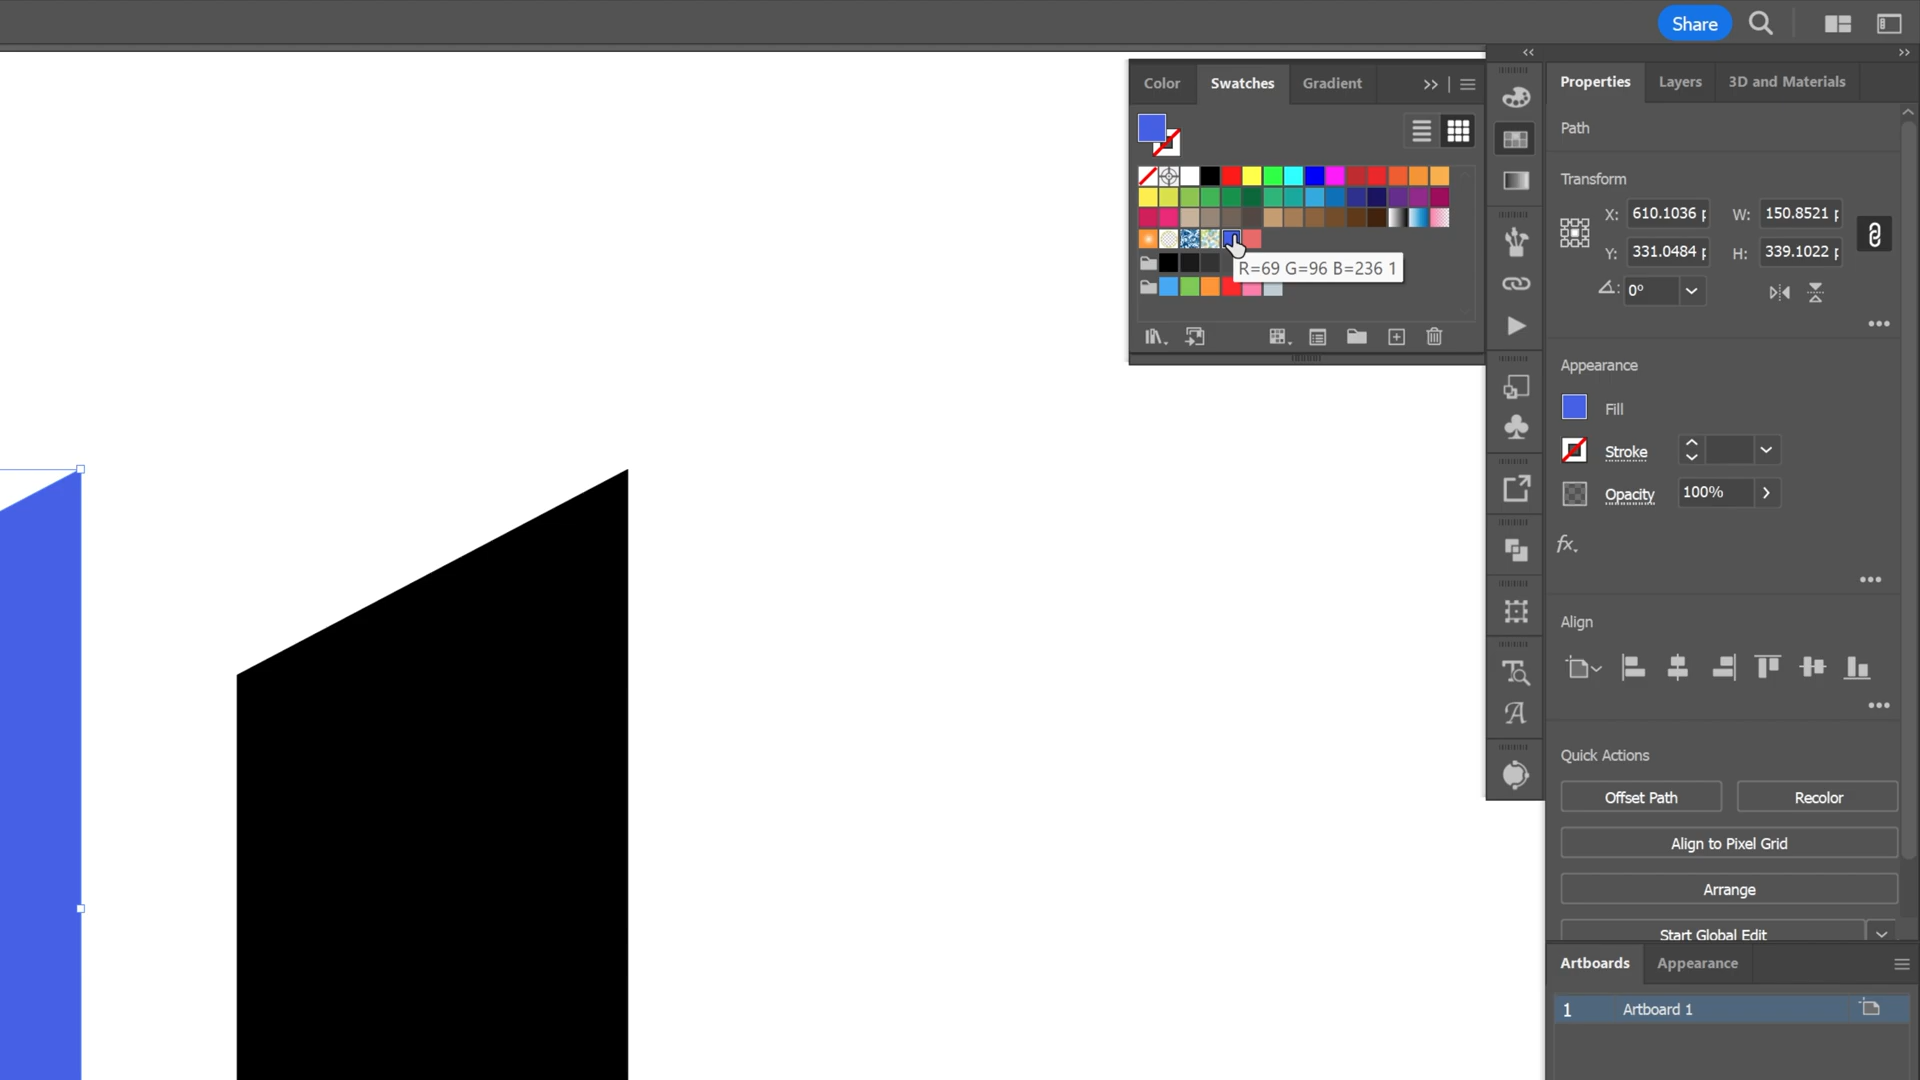 Share
Color
Swatches
Gradient
Properties
Layers
3D and Materials
Path
Transform
X:
610.1036
W:
150.8521
Y:
331.0484
H:
339.1022
R=69 G=96 B=236 1
0°
Appearance
Fill
Stroke
Opacity
100%
fx
Align
Quick Actions
Offset Path
Recolor
Align to Pixel Grid
Arrange
Start Global Edit
Artboards
Appearance
1
Artboard 1